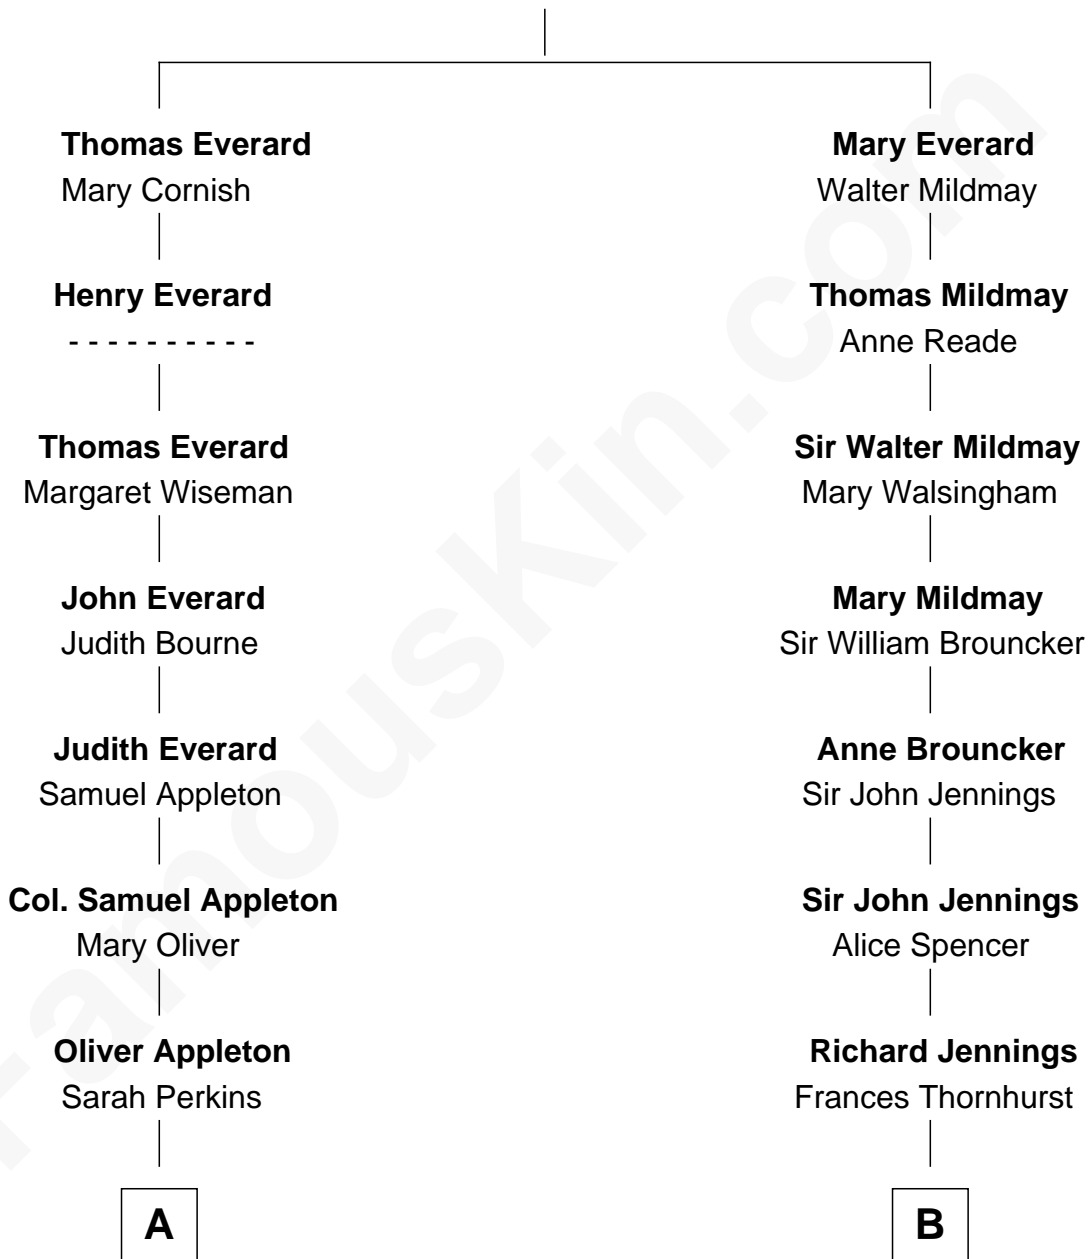 Thomas Everard
Mary Cornish
Henry Everard
- - - - - - - - - -
Thomas Everard
Margaret Wiseman
John Everard
Judith Bourne
Judith Everard
Samuel Appleton
Col. Samuel Appleton
Mary Oliver
Oliver Appleton
Sarah Perkins
A
Mary Everard
Walter Mildmay
Thomas Mildmay
Anne Reade
Sir Walter Mildmay
Mary Walsingham
Mary Mildmay
Sir William Brouncker
Anne Brouncker
Sir John Jennings
Sir John Jennings
Alice Spencer
Richard Jennings
Frances Thornhurst
B
FamousKin.com